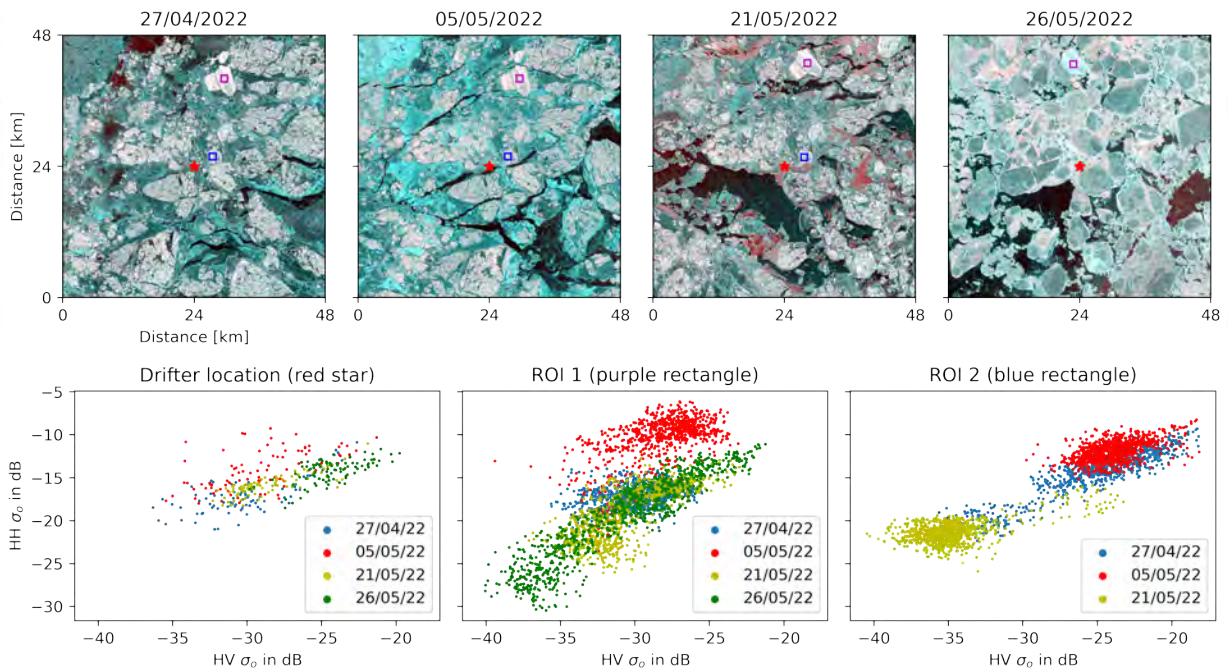 27/04/2022 05/05/2022 21/05/2022 26/05/2022
48
24
0
Distance [km]
0 24 48 0 24 48 0 24 48 0 24 48
Distance [km]
Drifter location (red star) ROI 1 (purple rectangle) ROI 2 (blue rectangle)
−5
−10
−15
−20
−25
−30
HH σₒ in dB
27/04/22
05/05/22
21/05/22
26/05/22
27/04/22
05/05/22
21/05/22
26/05/22
27/04/22
05/05/22
21/05/22
−40 −35 −30 −25 −20 −40 −35 −30 −25 −20 −40 −35 −30 −25 −20
HV σₒ in dB HV σₒ in dB HV σₒ in dB